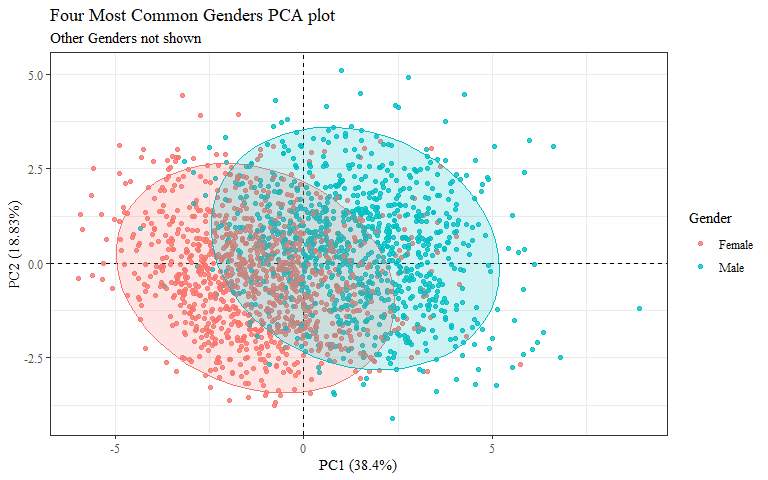 Four Most Common Genders PCA plot
Other Genders not shown
PC2 (18.83%)
5.0
2.5
0.0
-2.5
-5
0
5
PC1 (38.4%)
Gender
Female
Male